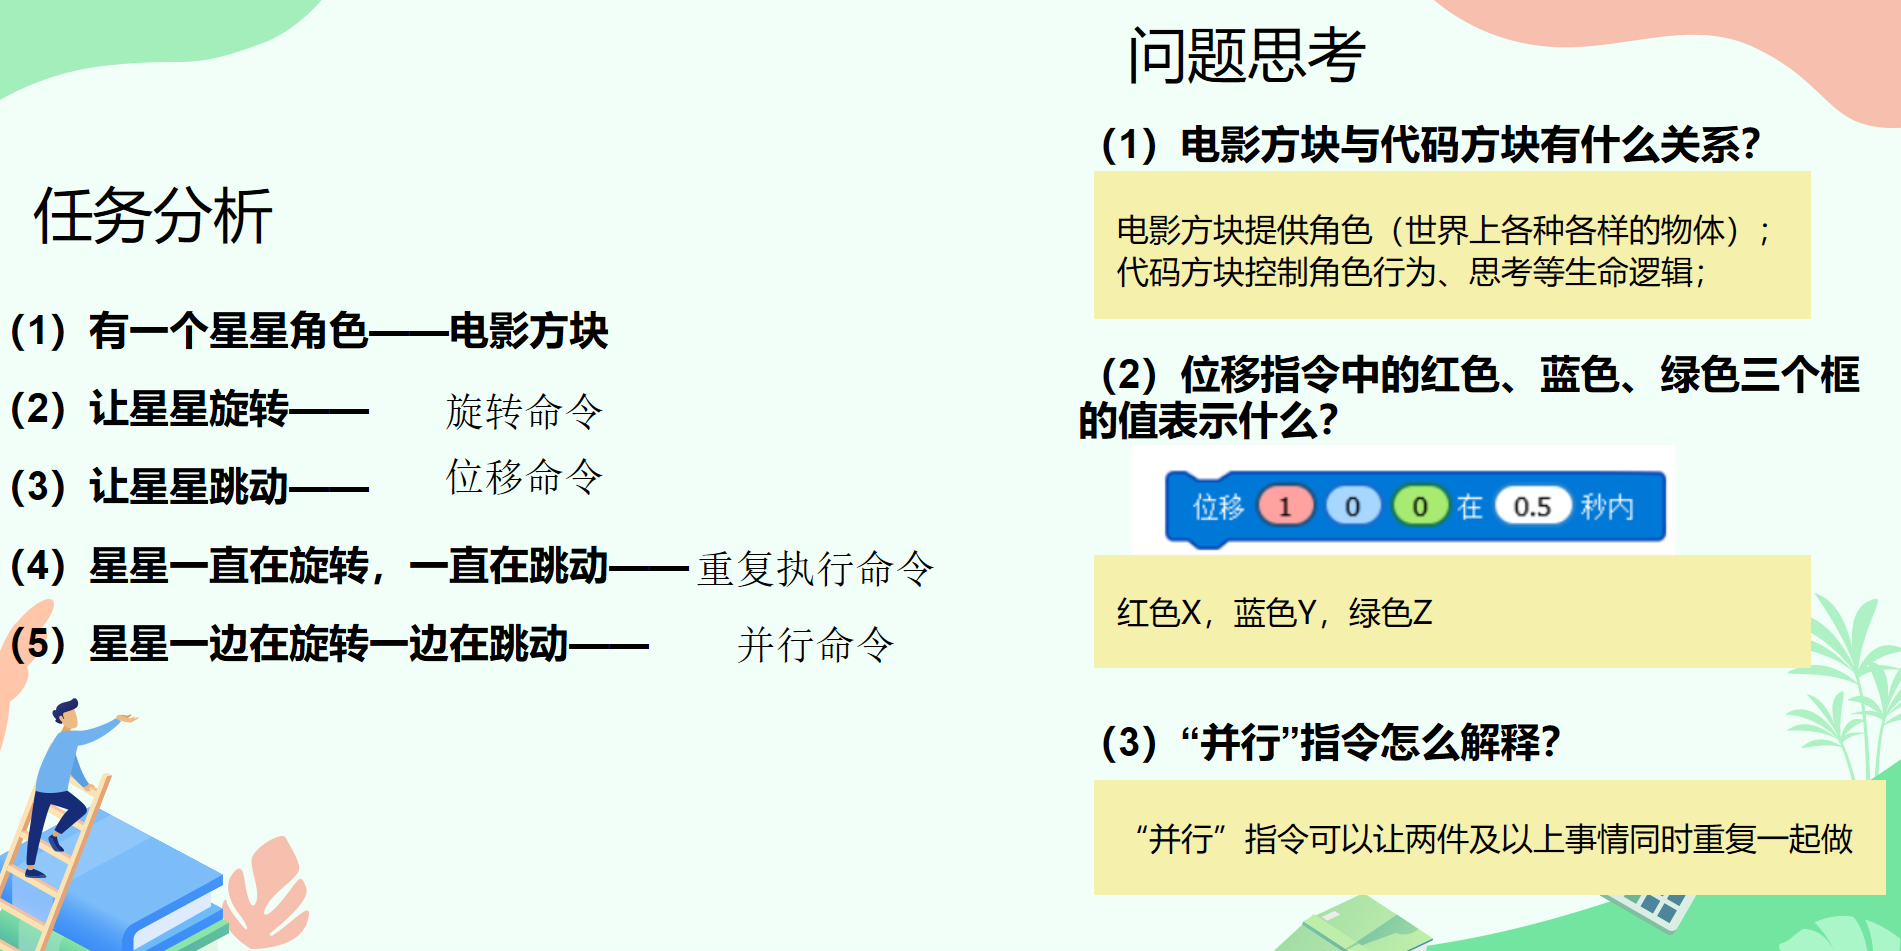 任务分析
（1）有一个星星角色——电影方块
（2）让星星旋转—— 旋转命令
（3）让星星跳动—— 位移命令
（4）星星一直在旋转，一直在跳动—— 重复执行命令
（5）星星一边在旋转一边在跳动—— 并行命令
问题思考
（1）电影方块与代码方块有什么关系？
电影方块提供角色（世界上各种各样的物体）；
代码方块控制角色行为、思考等生命逻辑；
（2）位移指令中的红色、蓝色、绿色三个框
的值表示什么？
位移 1 0 0 在 0.5 秒内
红色X，蓝色Y，绿色Z
（3）“并行”指令怎么解释？
“并行”指令可以让两件及以上事情同时重复一起做